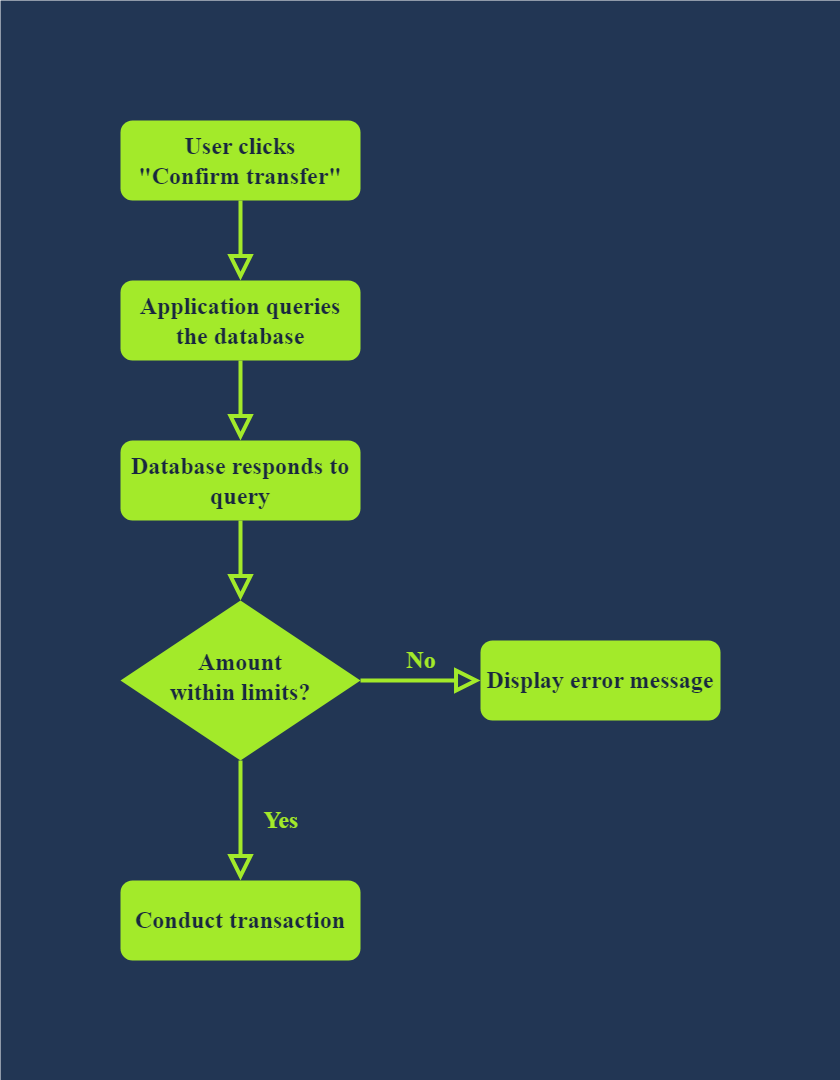 User clicks
"Confirm transfer"
Application queries
the database
Database responds to
query
Amount
within limits?
No
Display error message
Yes
Conduct transaction